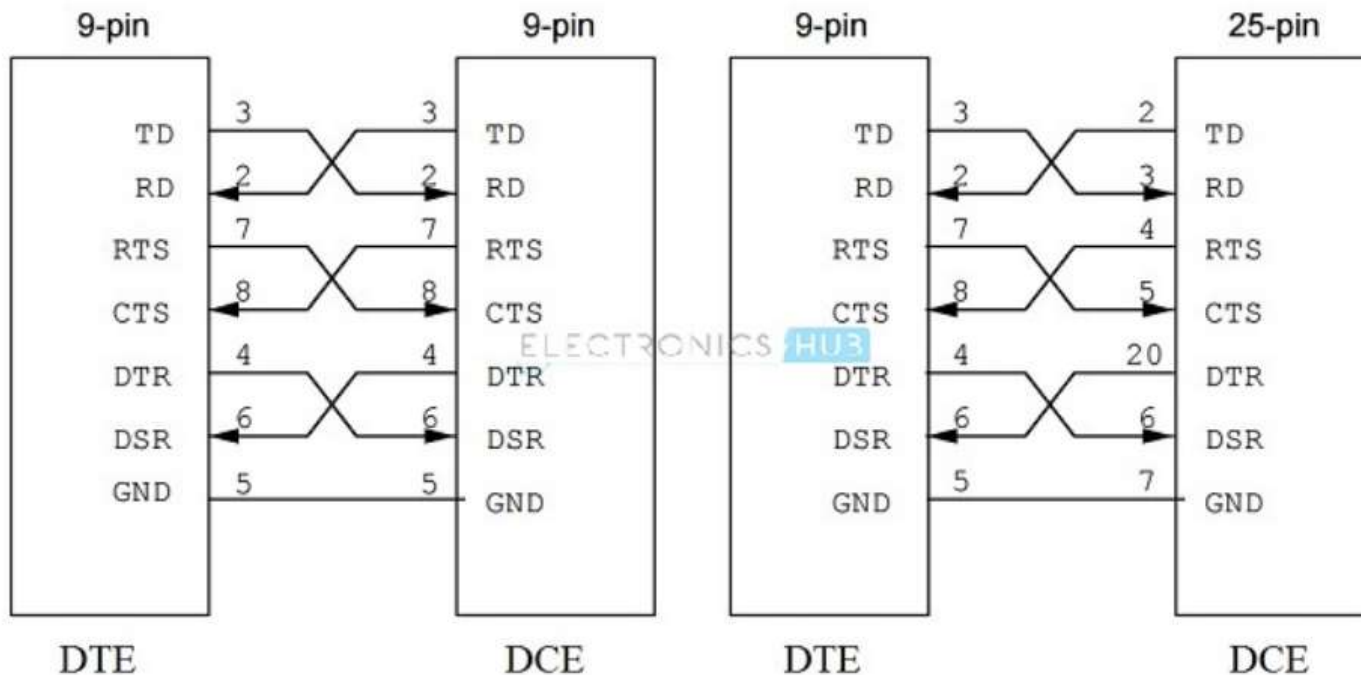 9-pin 9-pin 9-pin 25-pin
TD 3 3 TD TD 3 2 TD
RD 2 2 RD RD 2 3 RD
RTS 7 7 RTS RTS 7 4 RTS
CTS 8 8 CTS CTS 8 5 CTS
ELECTRONICS HUB
DTR 4 4 DTR DTR 4 20 DTR
DSR 6 6 DSR DSR 6 6 DSR
GND 5 5 GND GND 5 7 GND
DTE DCE DTE DCE